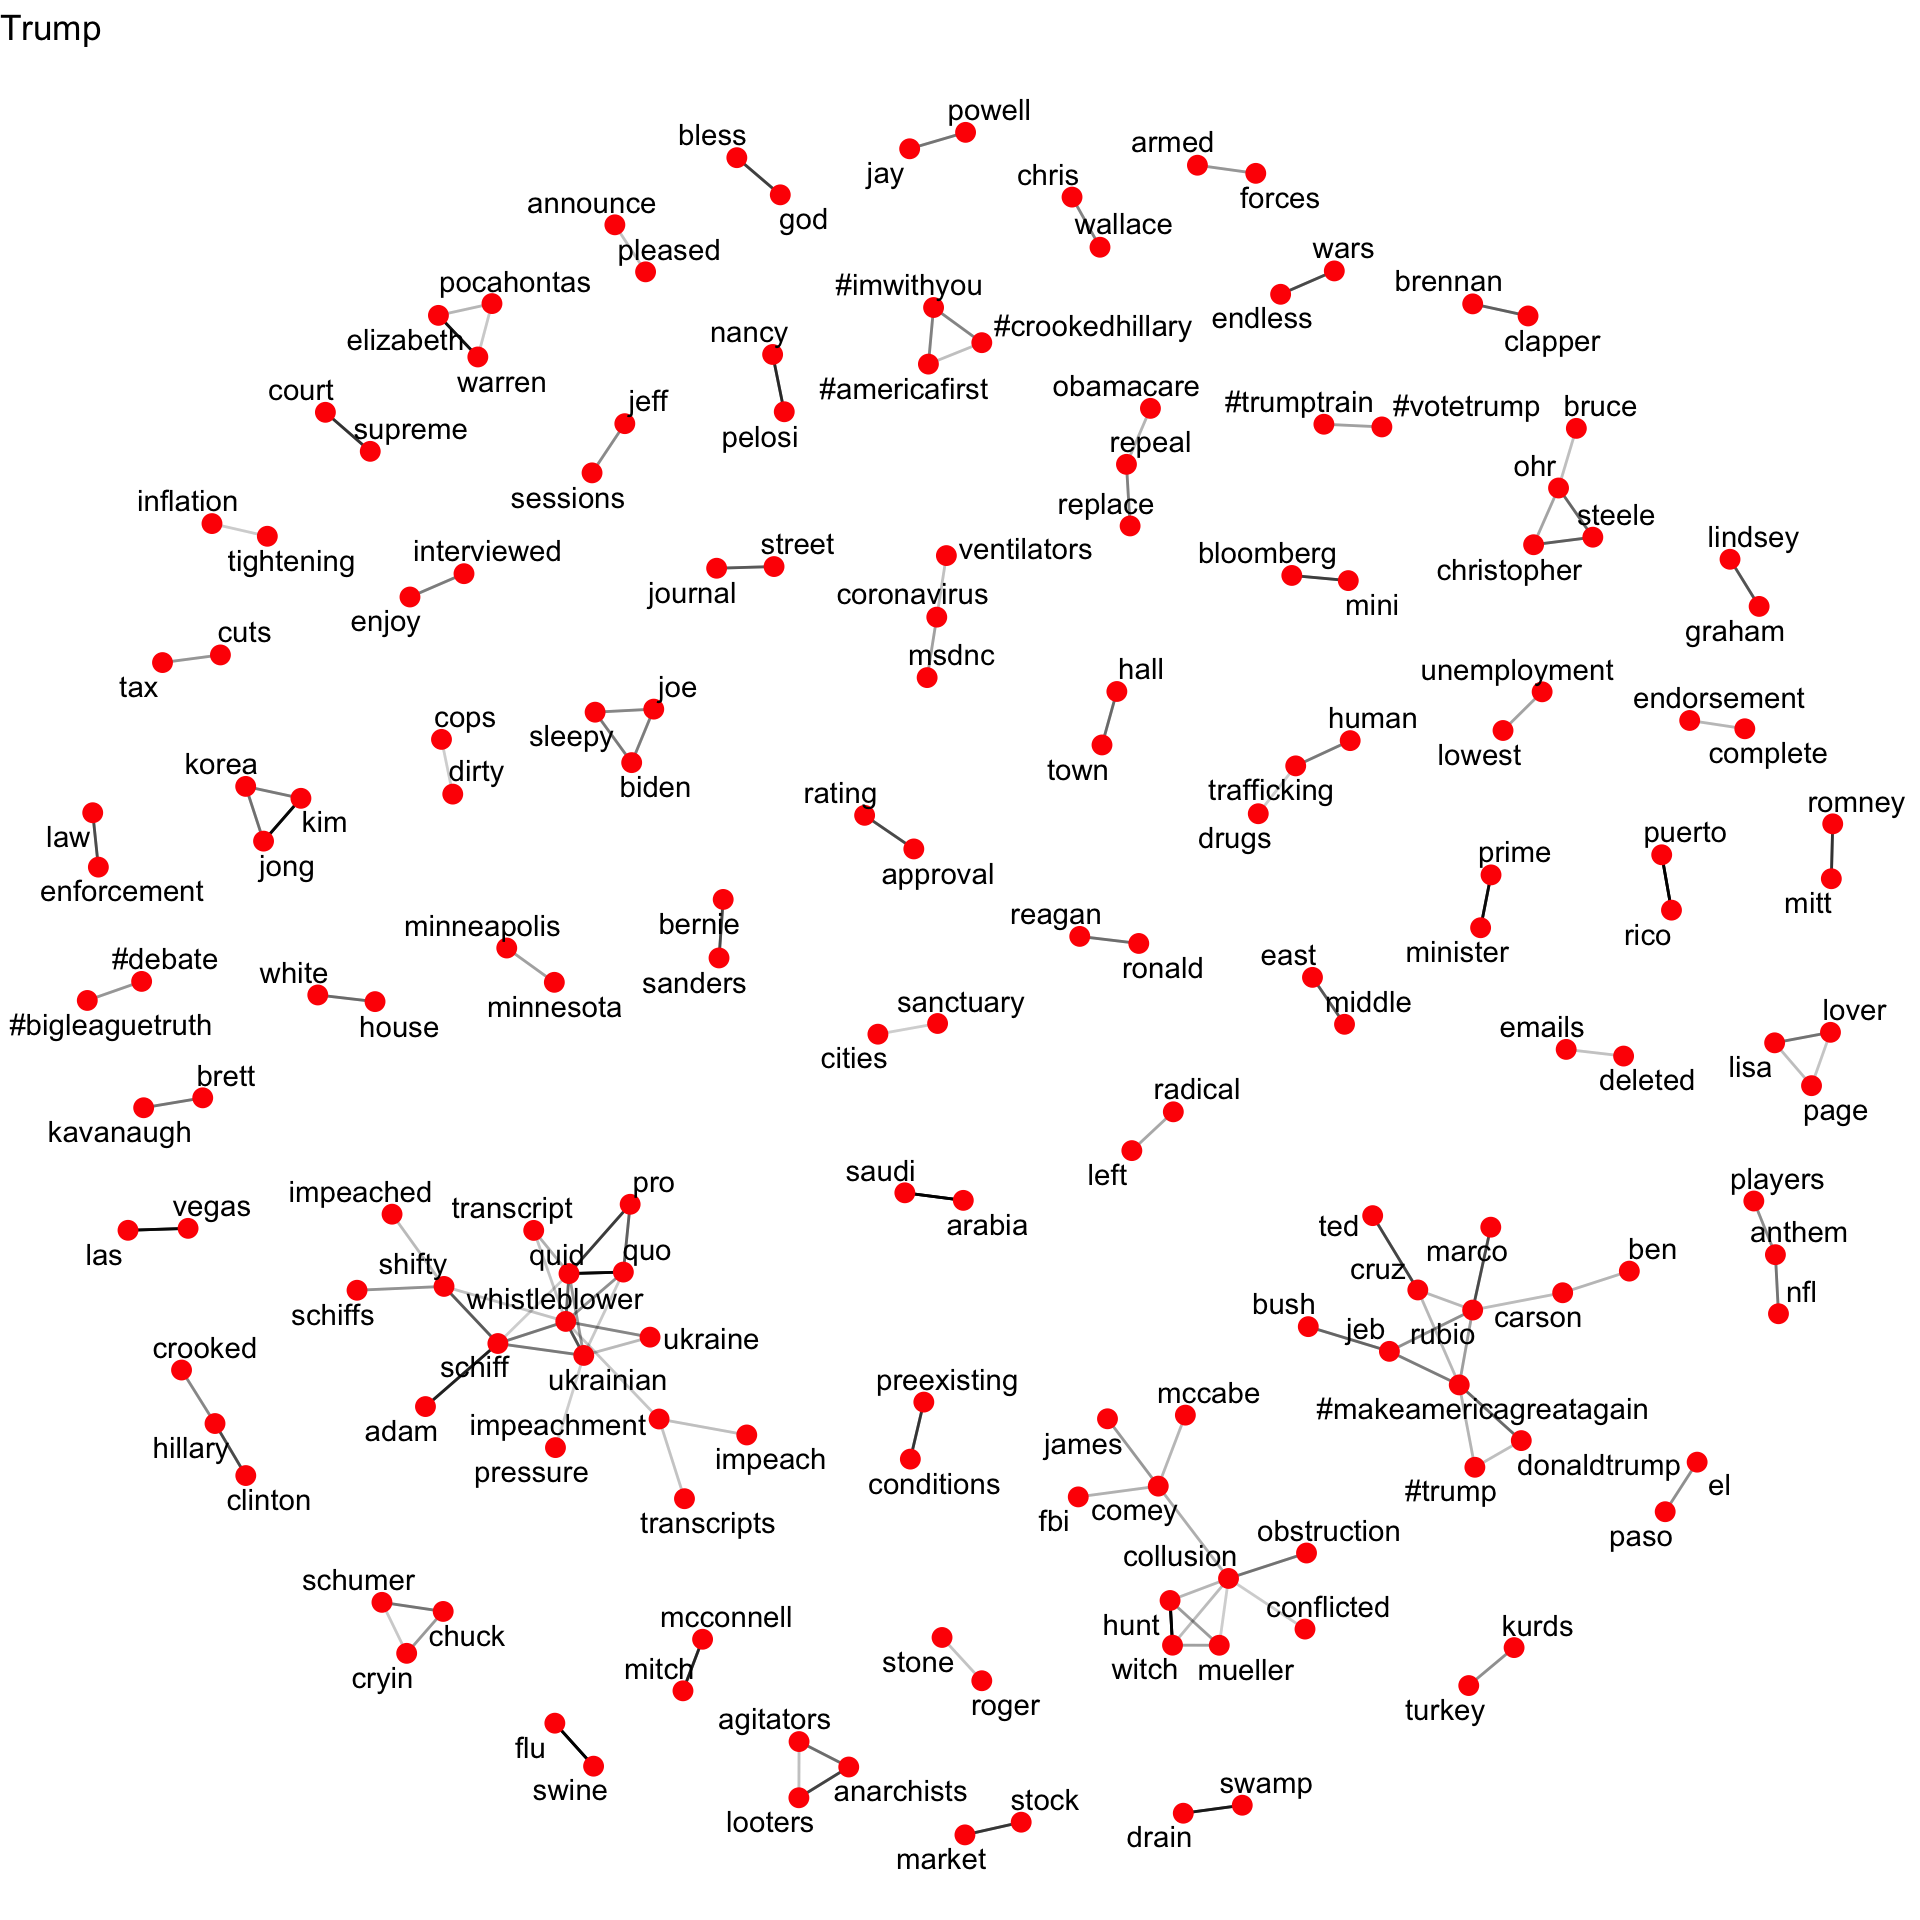 Trump
powell
bless
armed
jay
chris
forces
announce
god
wallace
pleased
wars
pocahontas
#imwithyou
brennan
endless
#crookedhillary
nancy
elizabeth
clapper
warren
#americafirst
obamacare
court
jeff
#trumptrain
#votetrump
bruce
supreme
pelosi
repeal
ohr
inflation
sessions
replace
steele
lindsey
tightening
interviewed
street
ventilators
bloomberg
christopher
journal
coronavirus
mini
enjoy
graham
cuts
msdnc
hall
unemployment
tax
joe
endorsement
cops
sleepy
human
lowest
complete
korea
dirty
town
biden
trafficking
rating
romney
kim
law
drugs
puerto
jong
prime
approval
enforcement
mitt
minneapolis
bernie
reagan
rico
minister
#debate
white
east
ronald
sanders
minnesota
sanctuary
middle
lover
#bigleaguetruth
house
emails
cities
lisa
brett
radical
deleted
page
kavanaugh
left
saudi
players
pro
impeached
vegas
transcript
ted
arabia
anthem
las
quid
quo
marco
ben
shifty
cruz
whistleblower
nfl
schiffs
bush
carson
ukraine
jeb
rubio
crooked
schiff
ukrainian
preexisting
mccabe
#makeamericagreatagain
adam
impeachment
james
hillary
impeach
donaldtrump
pressure
conditions
el
clinton
#trump
comey
fbi
transcripts
obstruction
paso
collusion
schumer
conflicted
mcconnell
hunt
kurds
chuck
stone
mitch
witch
mueller
cryin
roger
turkey
agitators
flu
swamp
swine
anarchists
stock
looters
drain
market